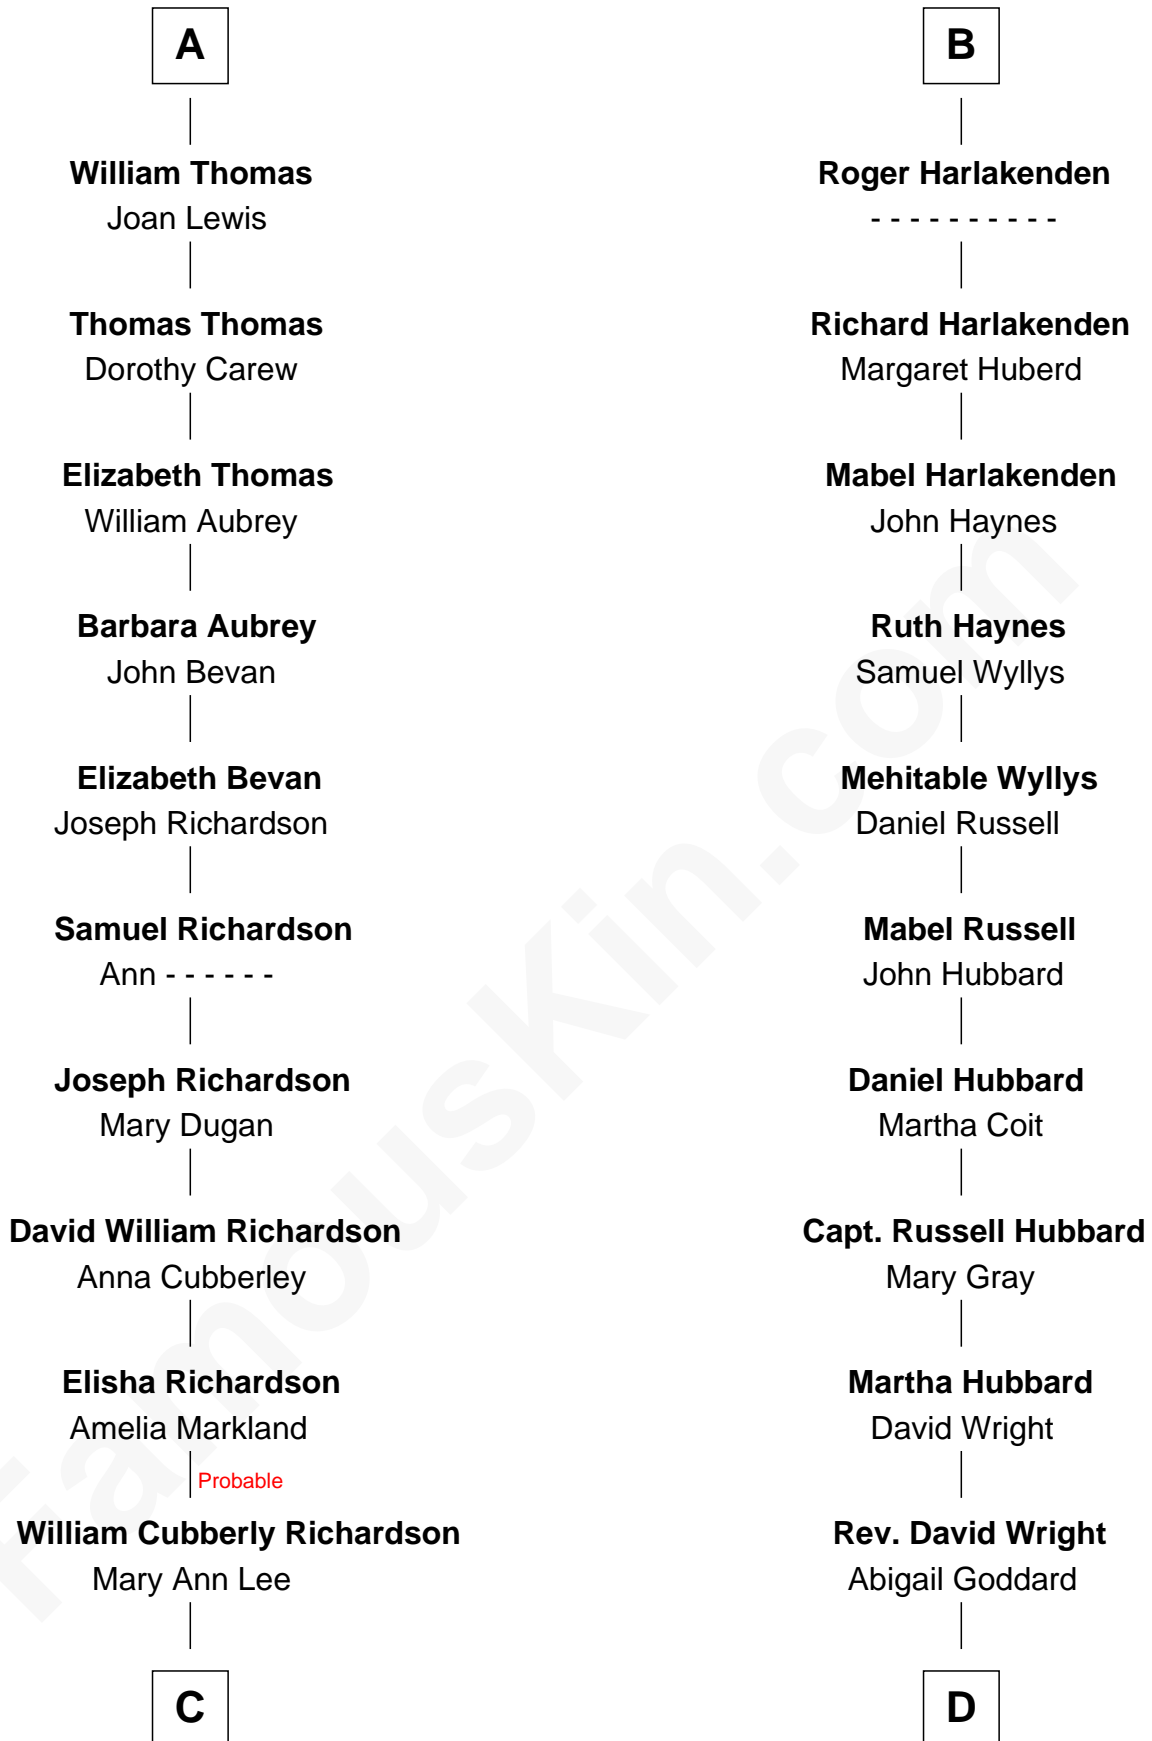 A
William Thomas
Joan Lewis
Thomas Thomas
Dorothy Carew
Elizabeth Thomas
William Aubrey
Barbara Aubrey
John Bevan
Elizabeth Bevan
Joseph Richardson
Samuel Richardson
Ann - - - - - -
Joseph Richardson
Mary Dugan
David William Richardson
Anna Cubberley
Elisha Richardson
Amelia Markland
Probable
William Cubberly Richardson
Mary Ann Lee
C
B
Roger Harlakenden
- - - - - - - - - -
Richard Harlakenden
Margaret Huberd
Mabel Harlakenden
John Haynes
Ruth Haynes
Samuel Wyllys
Mehitable Wyllys
Daniel Russell
Mabel Russell
John Hubbard
Daniel Hubbard
Martha Coit
Capt. Russell Hubbard
Mary Gray
Martha Hubbard
David Wright
Rev. David Wright
Abigail Goddard
D
FamousKin.com